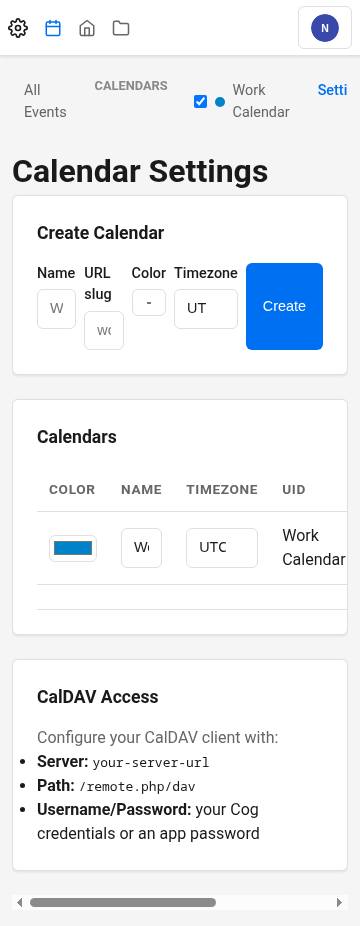 N
All
Events
CALENDARS
Work
Calendar
Setti
Calendar Settings
Create Calendar
Name
URL
slug
Color
Timezone
W
wo
-
UT
Create
Calendars
COLOR NAME TIMEZONE UID
Wo
UTC
Work
Calendar
CalDAV Access
Configure your CalDAV client with:
Server: your-server-url
Path: /remote.php/dav
Username/Password: your Cog
credentials or an app password